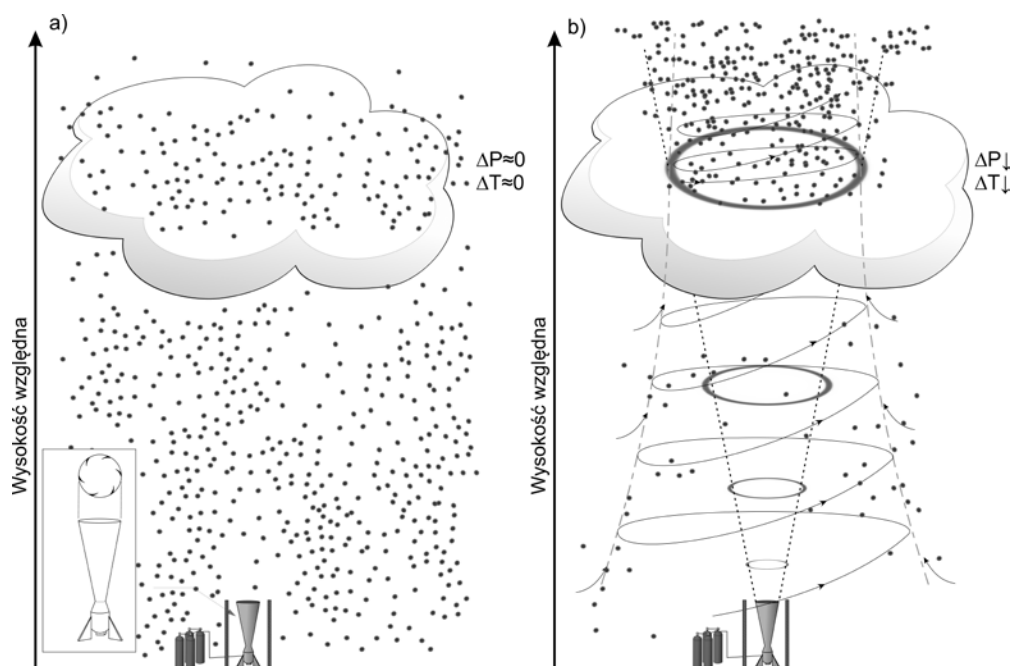 a)
ΔP≈0
ΔT≈0
Wysokość względna
b)
ΔP↓
ΔT↓
Wysokość względna